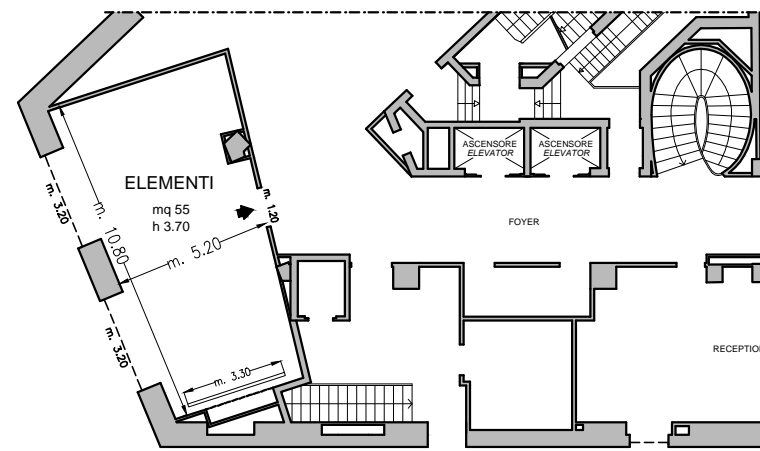 ASCENSORE
ELEVATOR
ASCENSORE
ELEVATOR
ELEMENTI
mq 55
h 3.70
m. 3.20
m. 10.80
m. 5.20
m. 1.20
FOYER
m. 3.20
m. 3.30
RECEPTIO